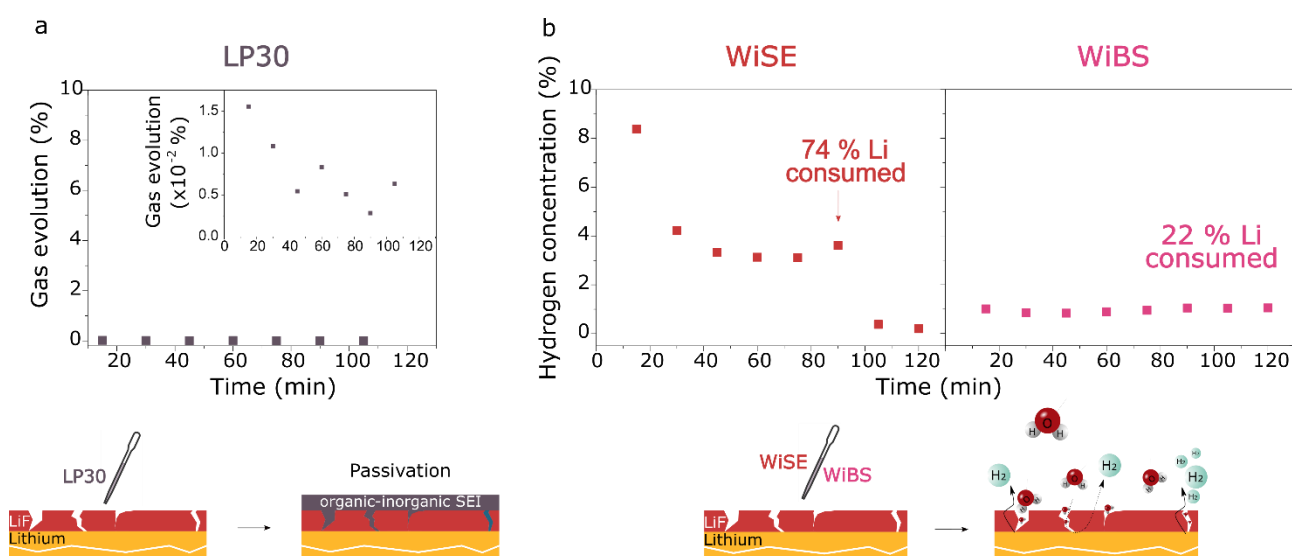 a
LP30
Gas evolution (%)
10
8
6
4
2
0
20 40 60 80 100 120
Time (min)
Gas evolution
(x10⁻² %)
1.5
1.0
0.5
0.0
0 20 40 60 80 100 120
b
WiSE
WiBS
Hydrogen concentration (%)
10
8
6
4
2
0
74 % Li
consumed
22 % Li
consumed
0 20 40 60 80 100 120
20 40 60 80 100 120
Time (min)
LP30
LiF
Lithium
Passivation
organic-inorganic SEI
WiSE
WiBS
LiF
Lithium
O
H H
H₂
H₂
H₂
H₂
H₂